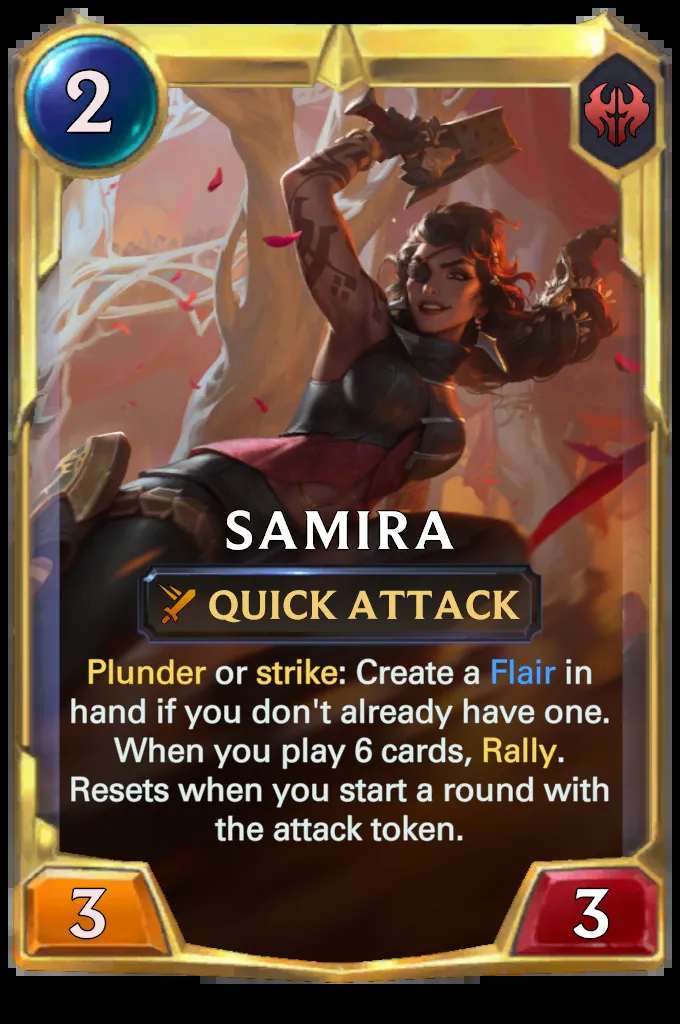 2
SAMIRA
QUICK ATTACK
Plunder or strike: Create a Flair in
hand if you don't already have one.
When you play 6 cards, Rally.
Resets when you start a round with
the attack token.
3
3